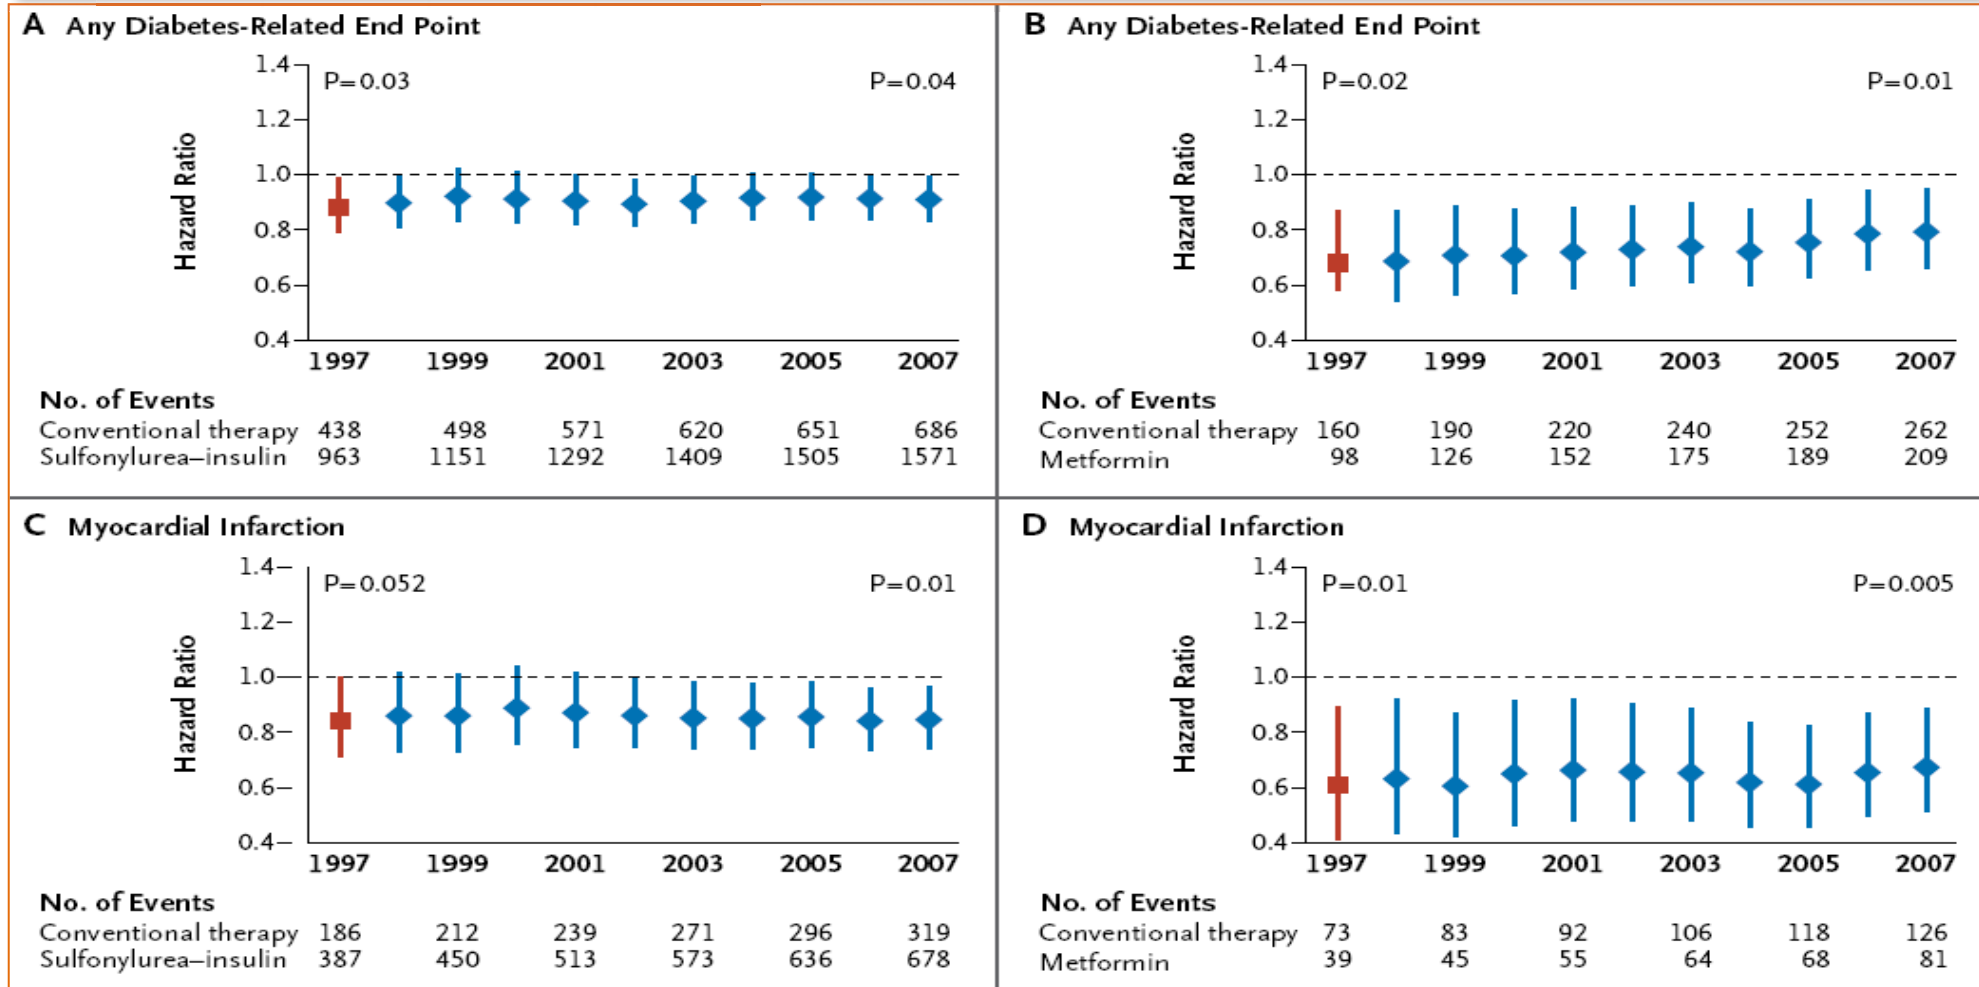 A Any Diabetes-Related End Point
1.4
P=0.03
P=0.04
1.2
1.0
0.8
0.6
0.4
Hazard Ratio
1997 1999 2001 2003 2005 2007
No. of Events
Conventional therapy 438 498 571 620 651 686
Sulfonylurea–insulin 963 1151 1292 1409 1505 1571
B Any Diabetes-Related End Point
1.4
P=0.02
P=0.01
1.2
1.0
0.8
0.6
0.4
Hazard Ratio
1997 1999 2001 2003 2005 2007
No. of Events
Conventional therapy 160 190 220 240 252 262
Metformin 98 126 152 175 189 209
C Myocardial Infarction
1.4
P=0.052
P=0.01
1.2
1.0
0.8
0.6
0.4
Hazard Ratio
1997 1999 2001 2003 2005 2007
No. of Events
Conventional therapy 186 212 239 271 296 319
Sulfonylurea–insulin 387 450 513 573 636 678
D Myocardial Infarction
1.4
P=0.01
P=0.005
1.2
1.0
0.8
0.6
0.4
Hazard Ratio
1997 1999 2001 2003 2005 2007
No. of Events
Conventional therapy 73 83 92 106 118 126
Metformin 39 45 55 64 68 81